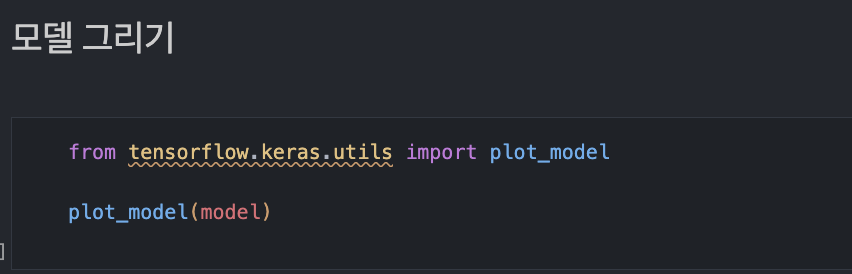 모델 그리기
from tensorflow.keras.utils import plot_model
plot_model(model)
]